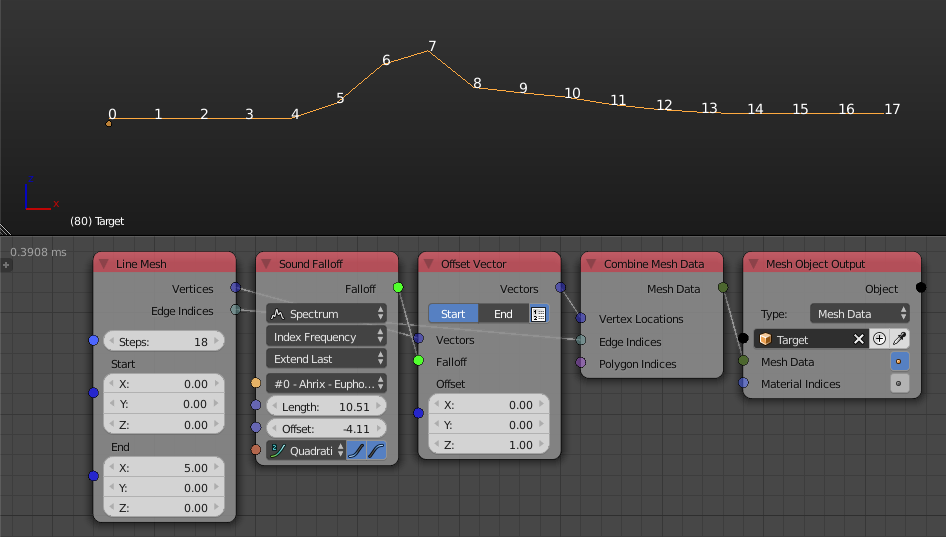 0 1 2 3 4 5 6 7 8 9 10 11 12 13 14 15 16 17
x
(80) Target
0.3908 ms
Line Mesh
Vertices
Edge Indices
Steps: 18
Start
X: 0.00
Y: 0.00
Z: 0.00
End
X: 5.00
Y: 0.00
Z: 0.00
Sound Falloff
Falloff
Spectrum
Index Frequency
Extend Last
#0 - Ahrix - Eupho...
Length: 10.51
Offset: -4.11
Quadrati
Offset Vector
Vectors
Start End
Vectors
Falloff
Offset
X: 0.00
Y: 0.00
Z: 1.00
Combine Mesh Data
Mesh Data
Vertex Locations
Edge Indices
Polygon Indices
Mesh Object Output
Object
Type: Mesh Data
Target
Mesh Data
Material Indices